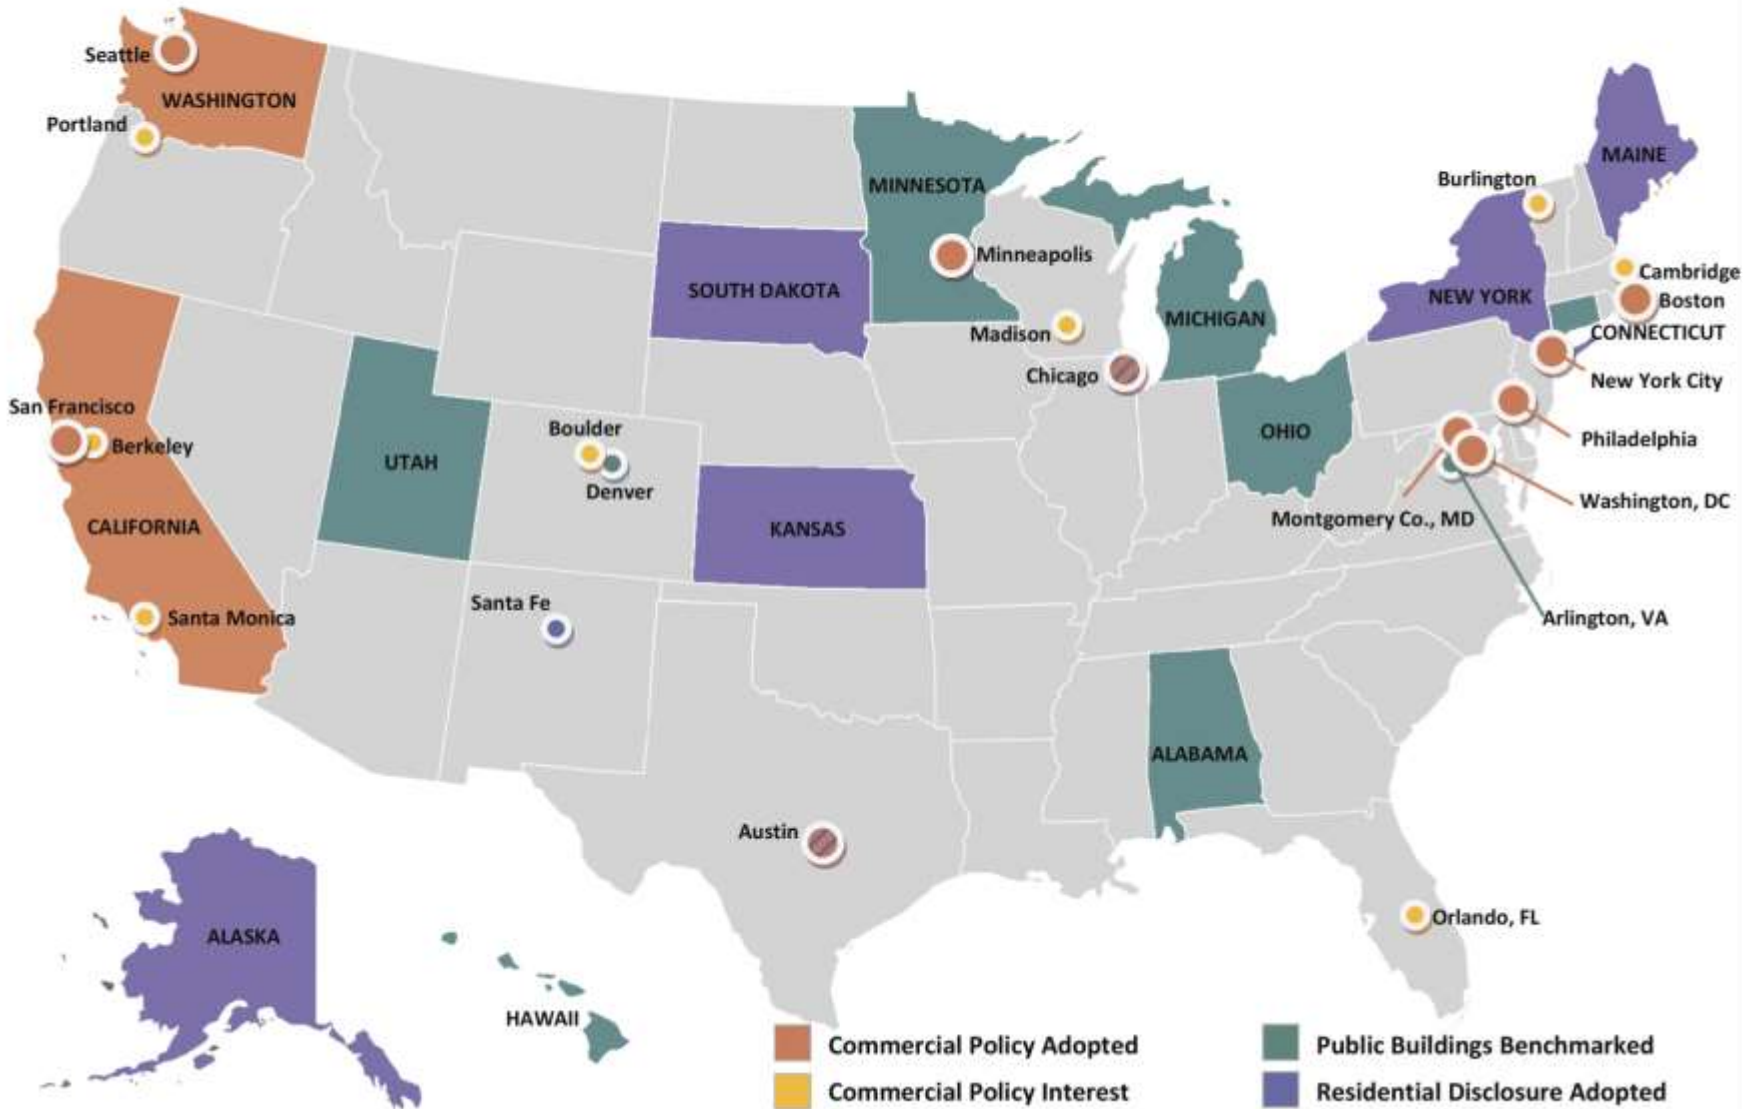 Seattle
WASHINGTON
Portland
MAINE
Burlington
MINNESOTA
Minneapolis
Cambridge
SOUTH DAKOTA
NEW YORK
Boston
MICHIGAN
Madison
CONNECTICUT
Chicago
New York City
San Francisco
Berkeley
Boulder
OHIO
Philadelphia
UTAH
Denver
Washington, DC
CALIFORNIA
KANSAS
Montgomery Co., MD
Santa Fe
Santa Monica
Arlington, VA
ALABAMA
Austin
Orlando, FL
ALASKA
HAWAII
Commercial Policy Adopted
Public Buildings Benchmarked
Commercial Policy Interest
Residential Disclosure Adopted